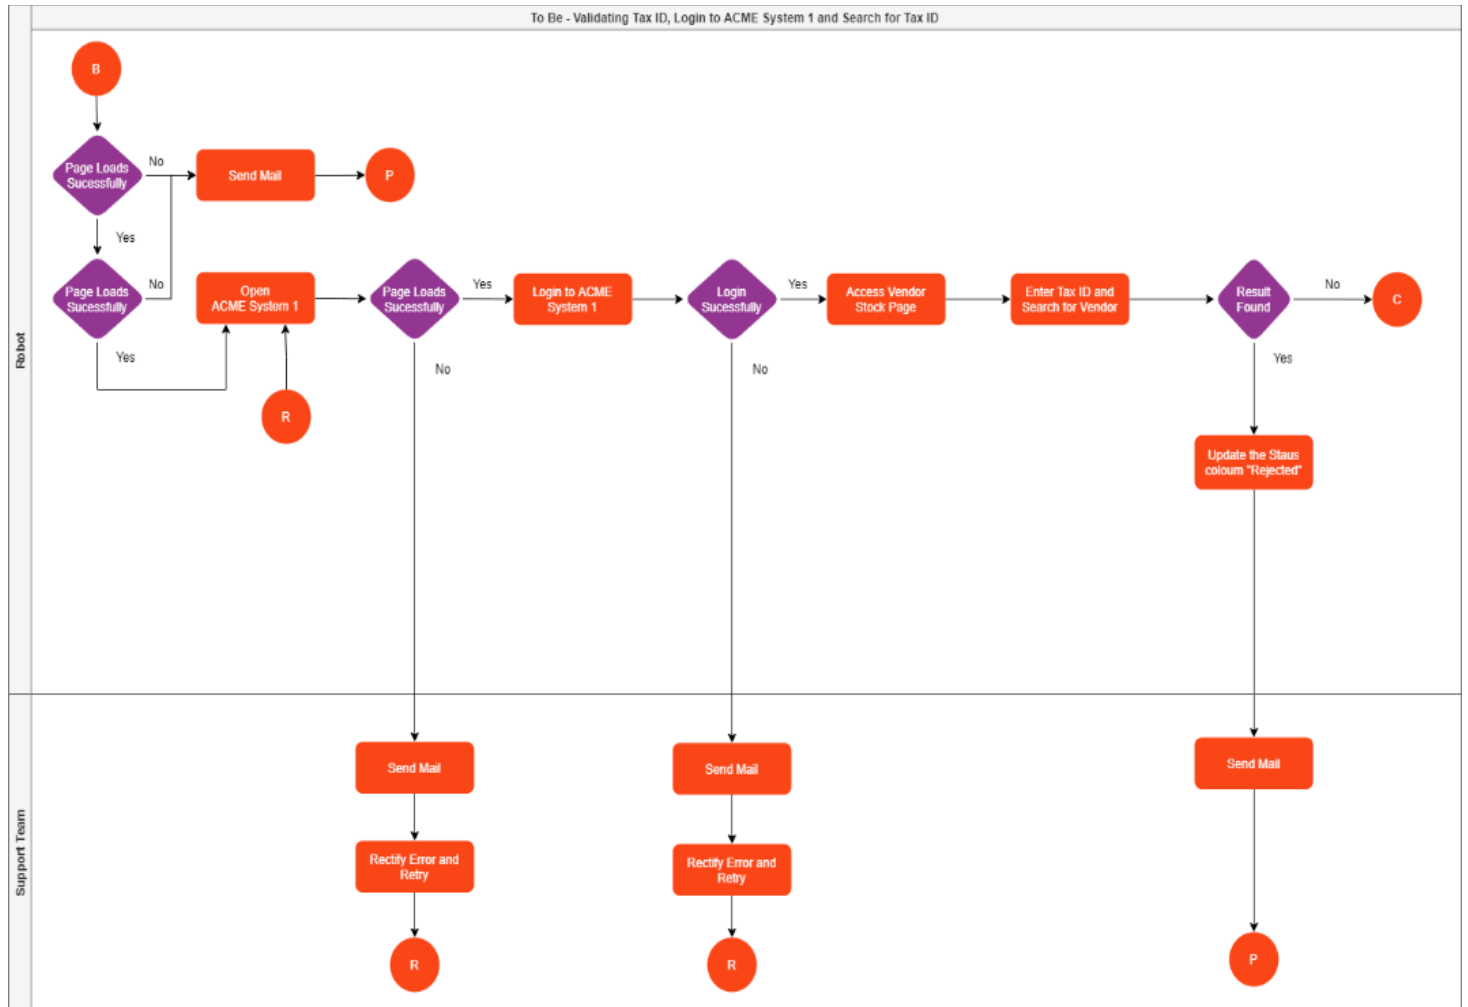 To Be - Validating Tax ID, Login to ACME System 1 and Search for Tax ID
Robot
B
Page Loads
Sucessfully
No
Send Mail
P
Yes
Page Loads
Sucessfully
No
Yes
Open
ACME System 1
R
Page Loads
Sucessfully
Yes
No
Login to ACME
System 1
Login
Sucessfully
Yes
No
Access Vendor
Stock Page
Enter Tax ID and
Search for Vendor
Result
Found
No
C
Yes
Update the Staus
coloum "Rejected"
Support Team
Send Mail
Rectify Error and
Retry
R
Send Mail
Rectify Error and
Retry
R
Send Mail
P